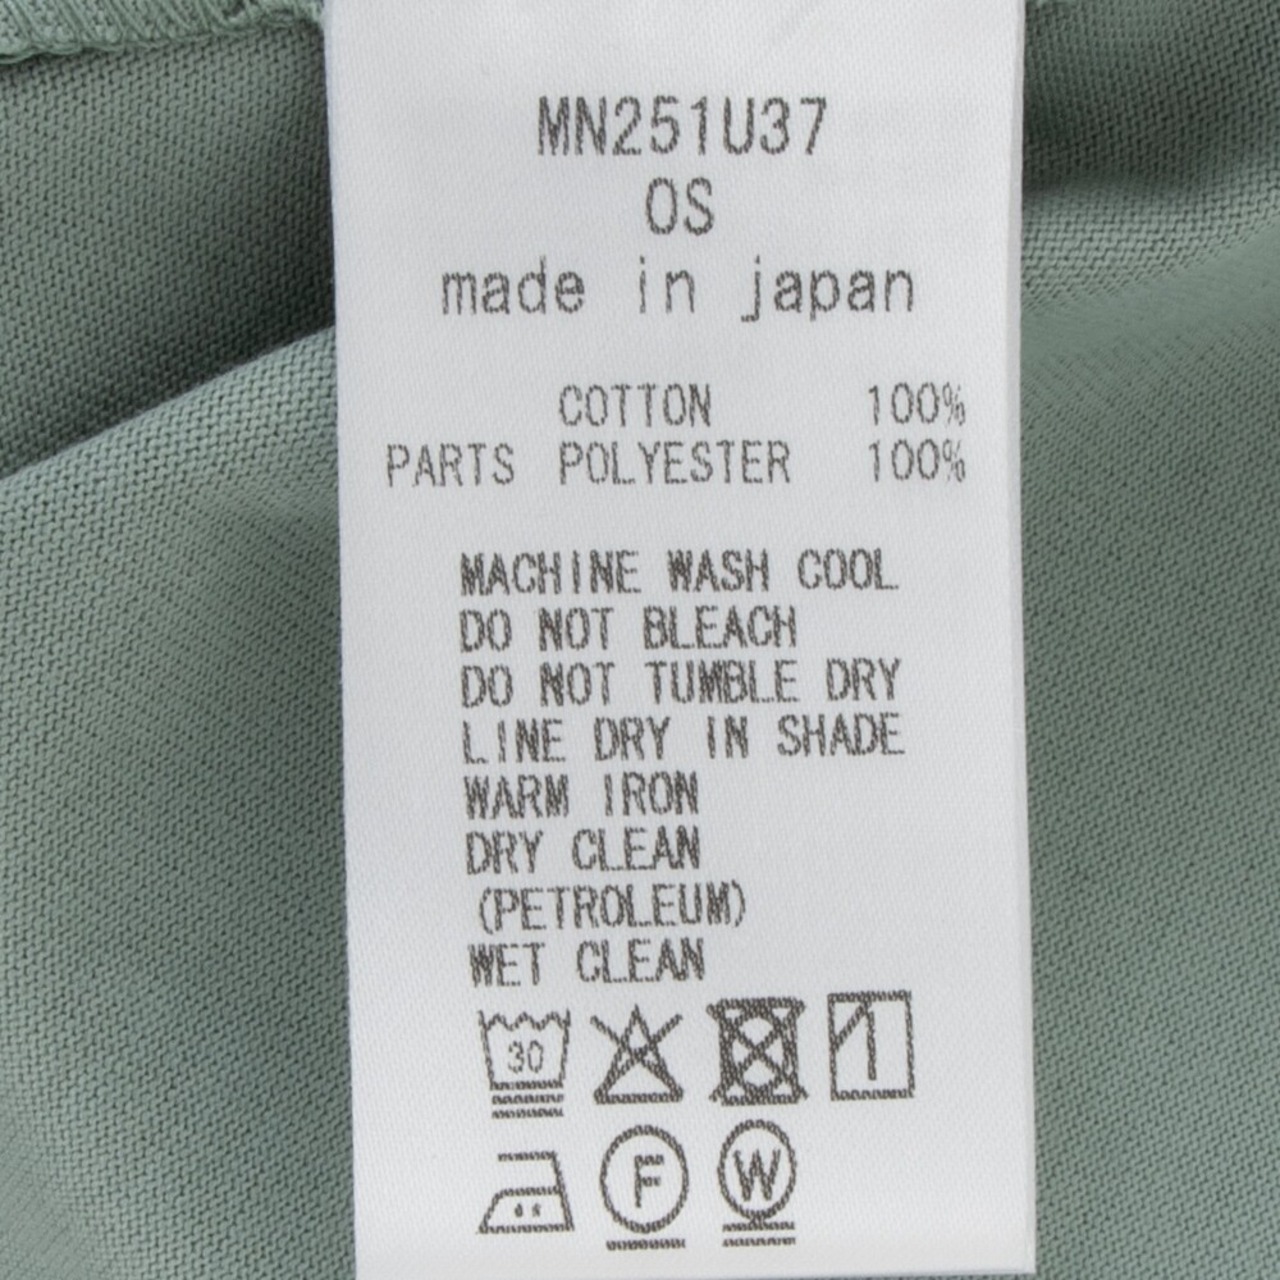 MN251U37
OS
made in japan
COTTON 100%
PARTS POLYESTER 100%
MACHINE WASH COOL
DO NOT BLEACH
DO NOT TUMBLE DRY
LINE DRY IN SHADE
WARM IRON
DRY CLEAN
(PETROLEUM)
WET CLEAN
30
F W